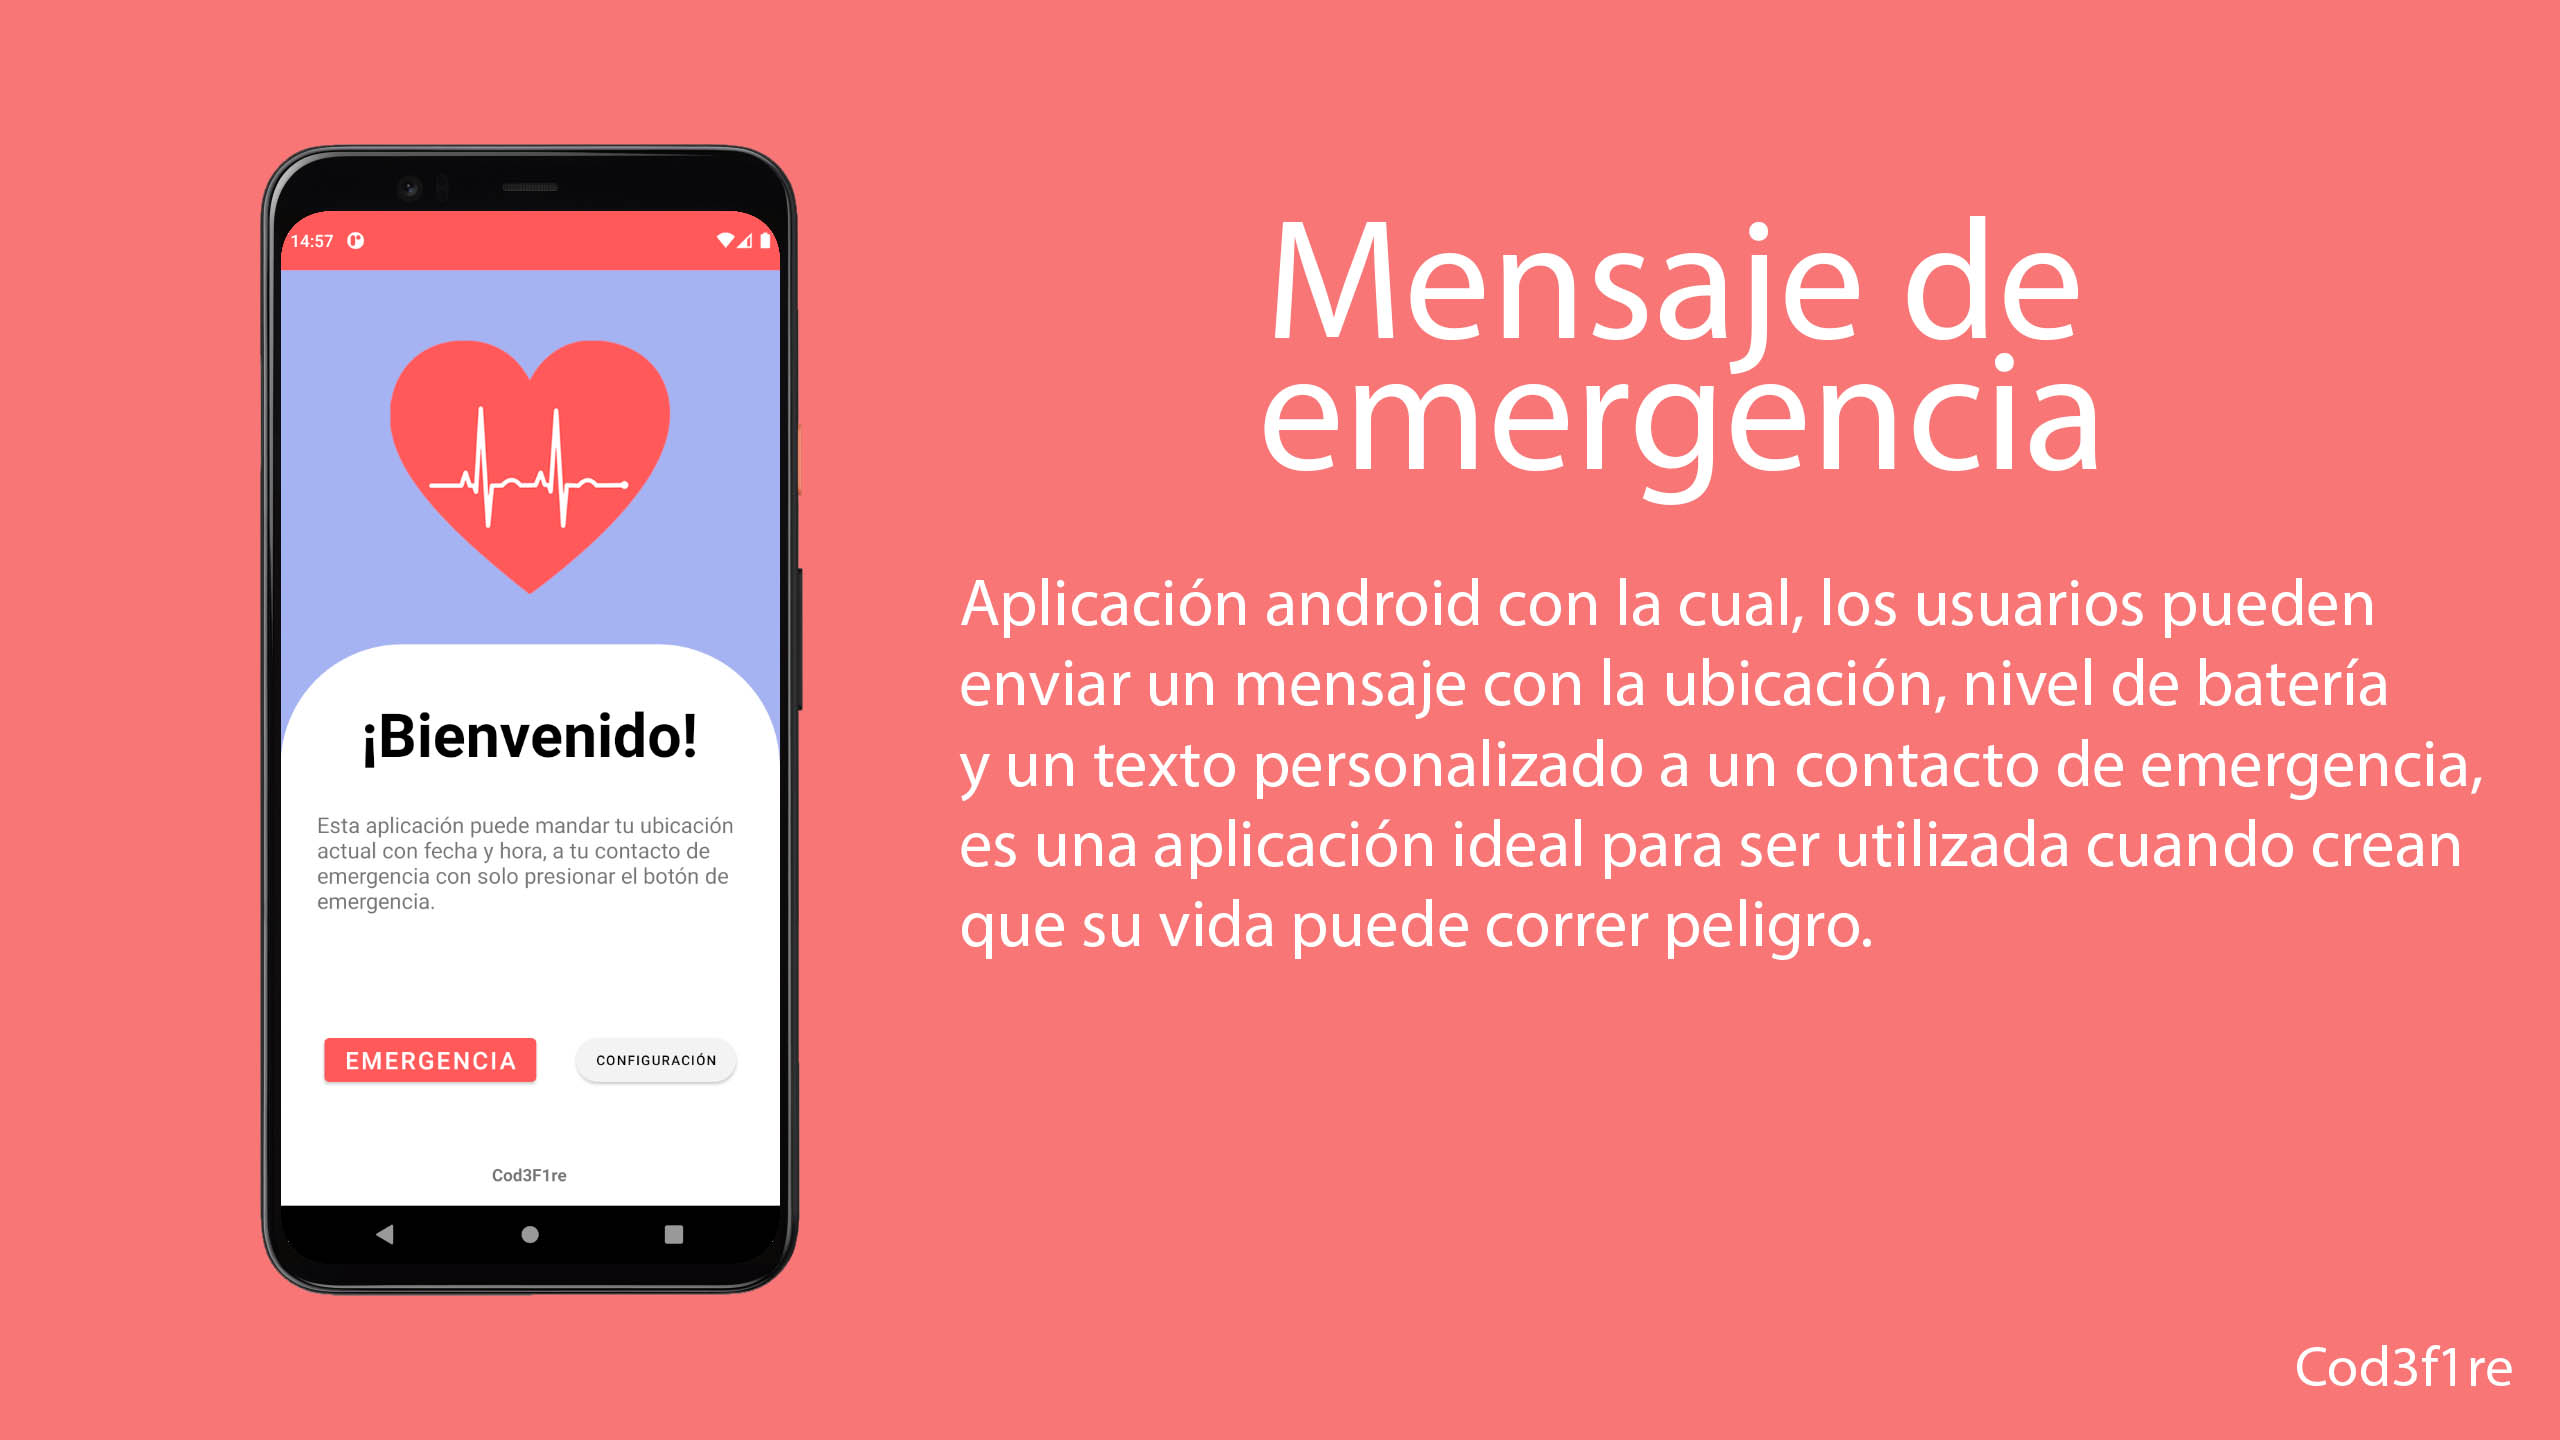 14:57
¡Bienvenido!
Esta aplicación puede mandar tu ubicación
actual con fecha y hora, a tu contacto de
emergencia con solo presionar el botón de
emergencia.
EMERGENCIA
CONFIGURACIÓN
Cod3F1re
Mensaje de
emergencia
Aplicación android con la cual, los usuarios pueden
enviar un mensaje con la ubicación, nivel de batería
y un texto personalizado a un contacto de emergencia,
es una aplicación ideal para ser utilizada cuando crean
que su vida puede correr peligro.
Cod3f1re